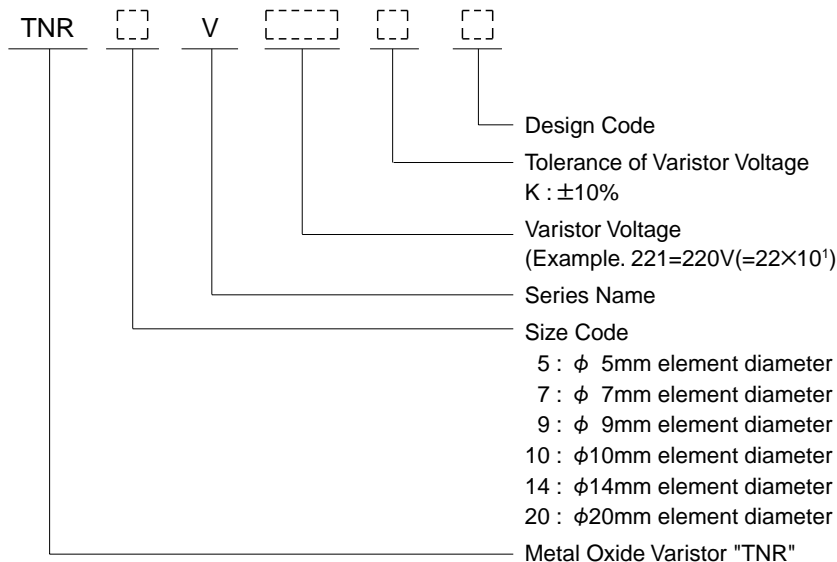 TNR V
Design Code
Tolerance of Varistor Voltage
K : ±10%
Varistor Voltage
(Example. 221=220V(=22×10¹)
Series Name
Size Code
5 : φ 5mm element diameter
7 : φ 7mm element diameter
9 : φ 9mm element diameter
10 : φ10mm element diameter
14 : φ14mm element diameter
20 : φ20mm element diameter
Metal Oxide Varistor "TNR"